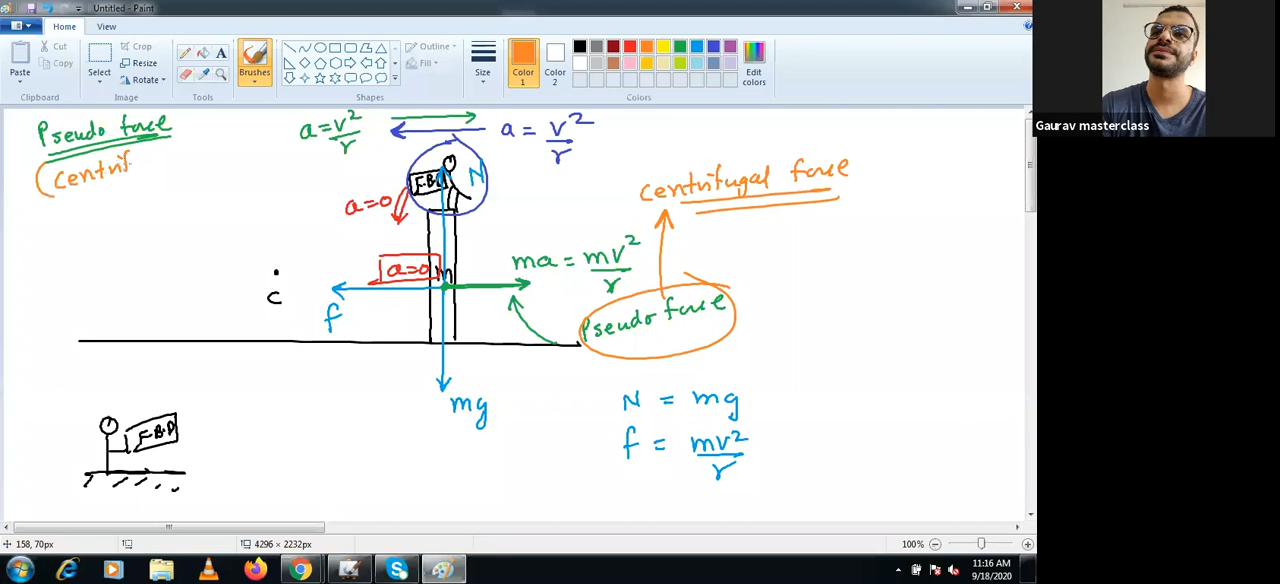 Untitled - Paint
Home View
Paste
Cut
Copy
Clipboard
Select
Crop
Resize
Rotate
Image
Tools
Brushes
Shapes
Outline
Fill
Size
Color 1
Color 2
Edit colors
Colors
Gaurav masterclass
Pseudo force
(centrif
a = v²/r
a = v²/r
F.B.D
N
a=0
centrifugal force
a=0
m
ma = mv²/r
c
f
Pseudo force
mg
N = mg
f = mv²/r
F.B.D
158, 70px
4296 × 2232px
100%
11:16 AM
9/18/2020